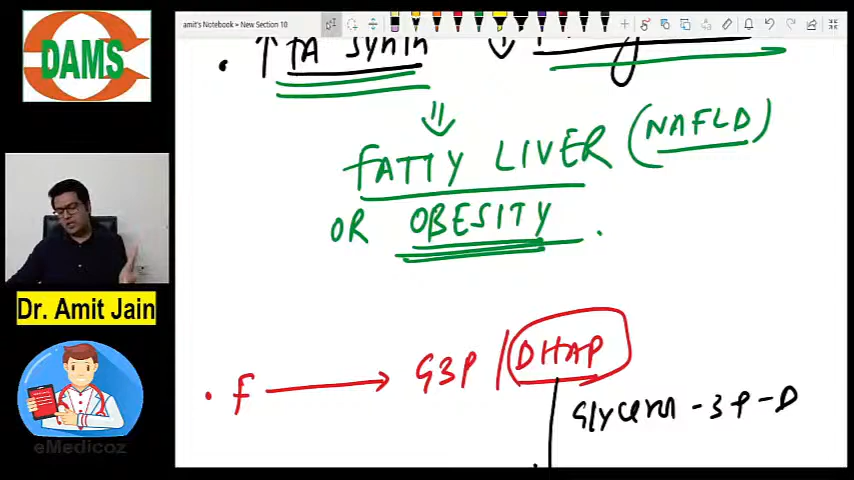 amit's Notebook > New Section 10
DAMS
• ↑ TA Synth ↓
⇓
FATTY LIVER (NAFLD)
OR OBESITY.
Dr. Amit Jain
• F → G3P / DHAP
Glycerol - 3P - D
eMedicoz